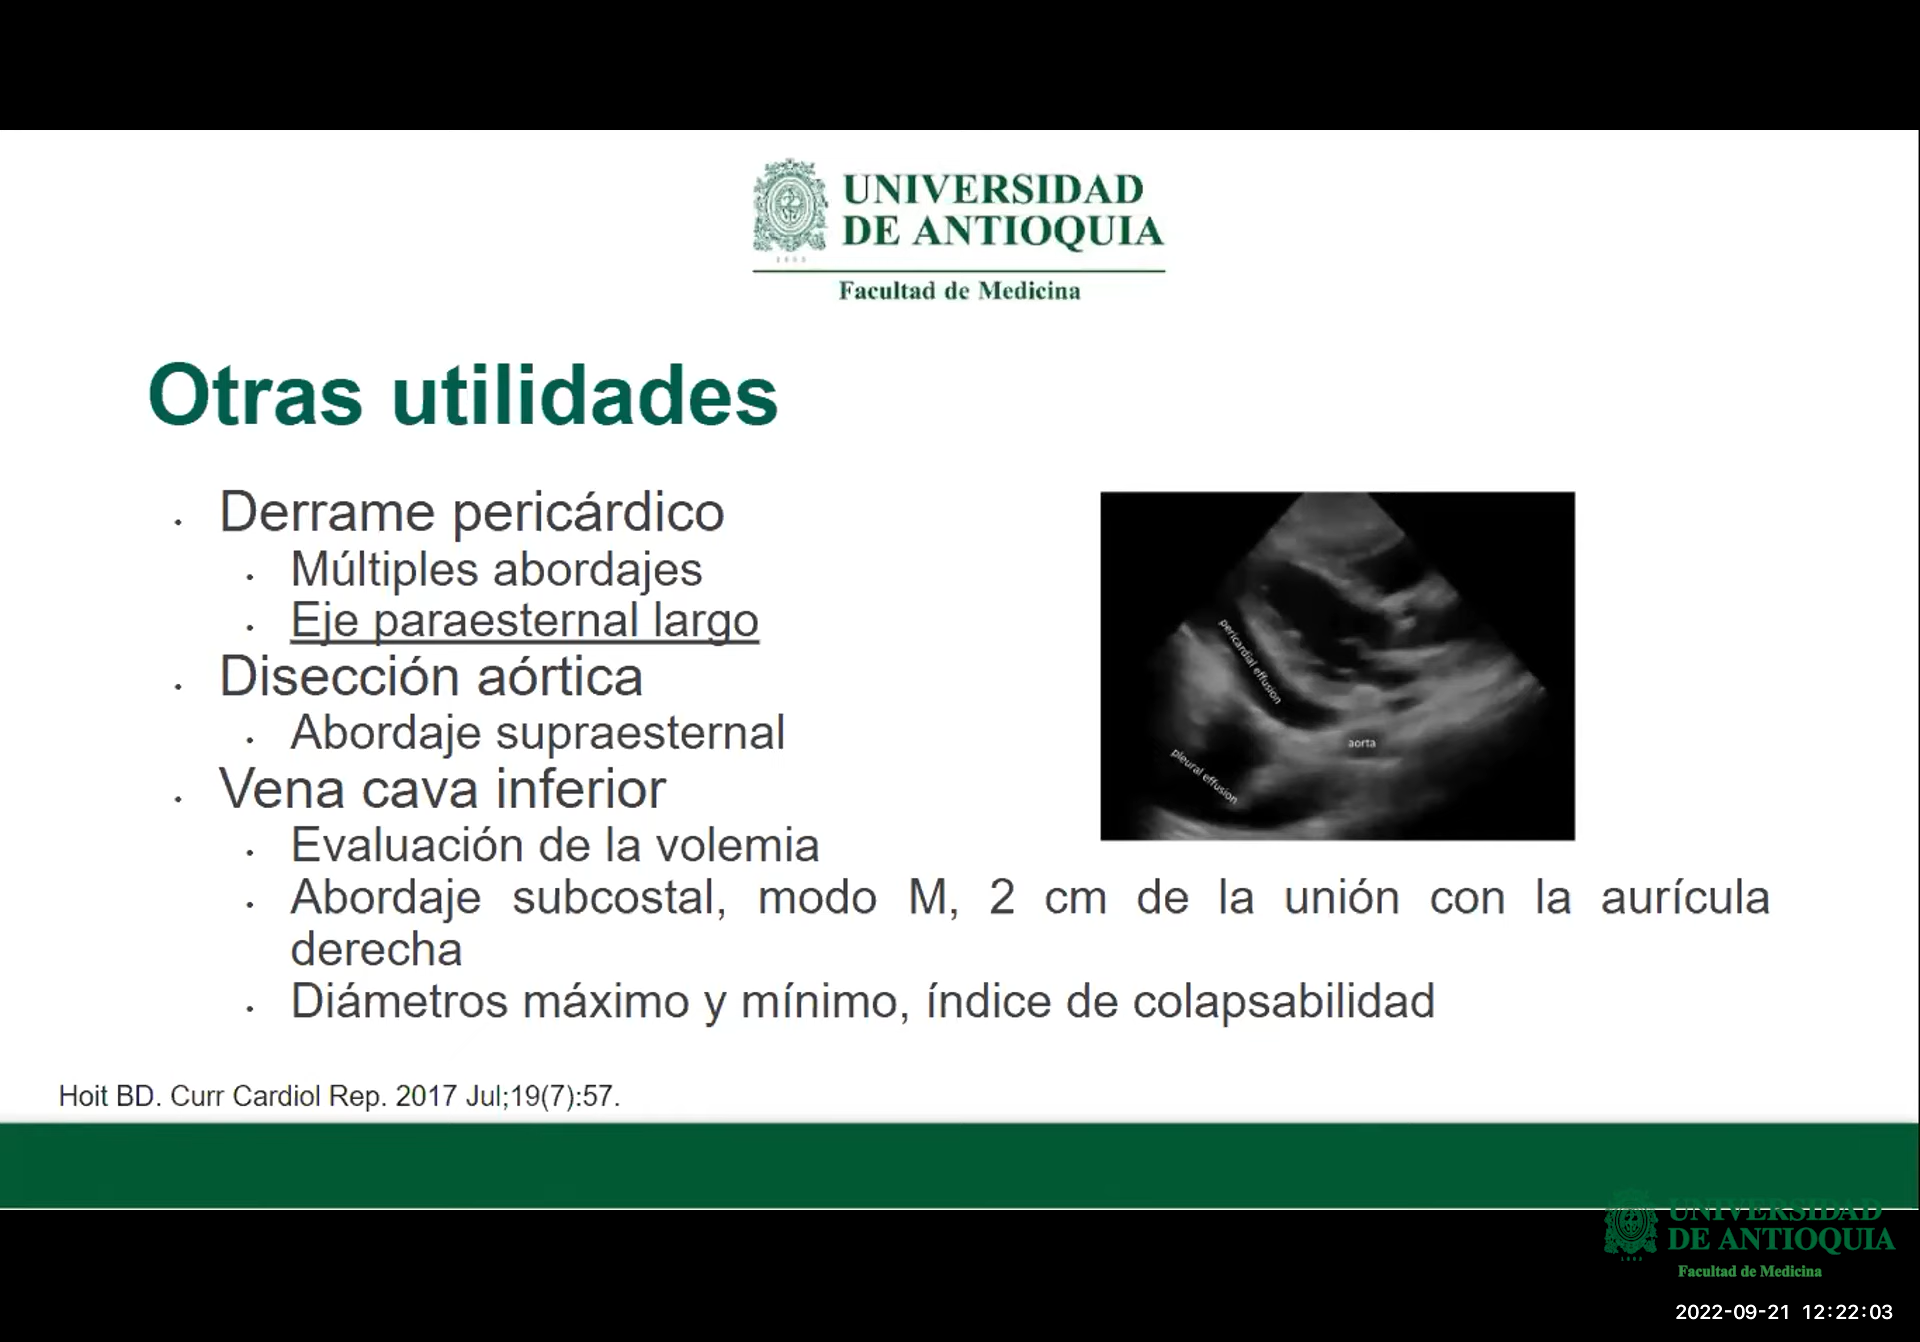 UNIVERSIDAD
DE ANTIOQUIA
1803
Facultad de Medicina
Otras utilidades
· Derrame pericárdico
· Múltiples abordajes
· Eje paraesternal largo
· Disección aórtica
· Abordaje supraesternal
· Vena cava inferior
· Evaluación de la volemia
· Abordaje subcostal, modo M, 2 cm de la unión con la aurícula
derecha
· Diámetros máximo y mínimo, índice de colapsabilidad
pericardial effusion
aorta
pleural effusion
Hoit BD. Curr Cardiol Rep. 2017 Jul;19(7):57.
UNIVERSIDAD
DE ANTIOQUIA
1803
Facultad de Medicina
2022-09-21 12:22:03